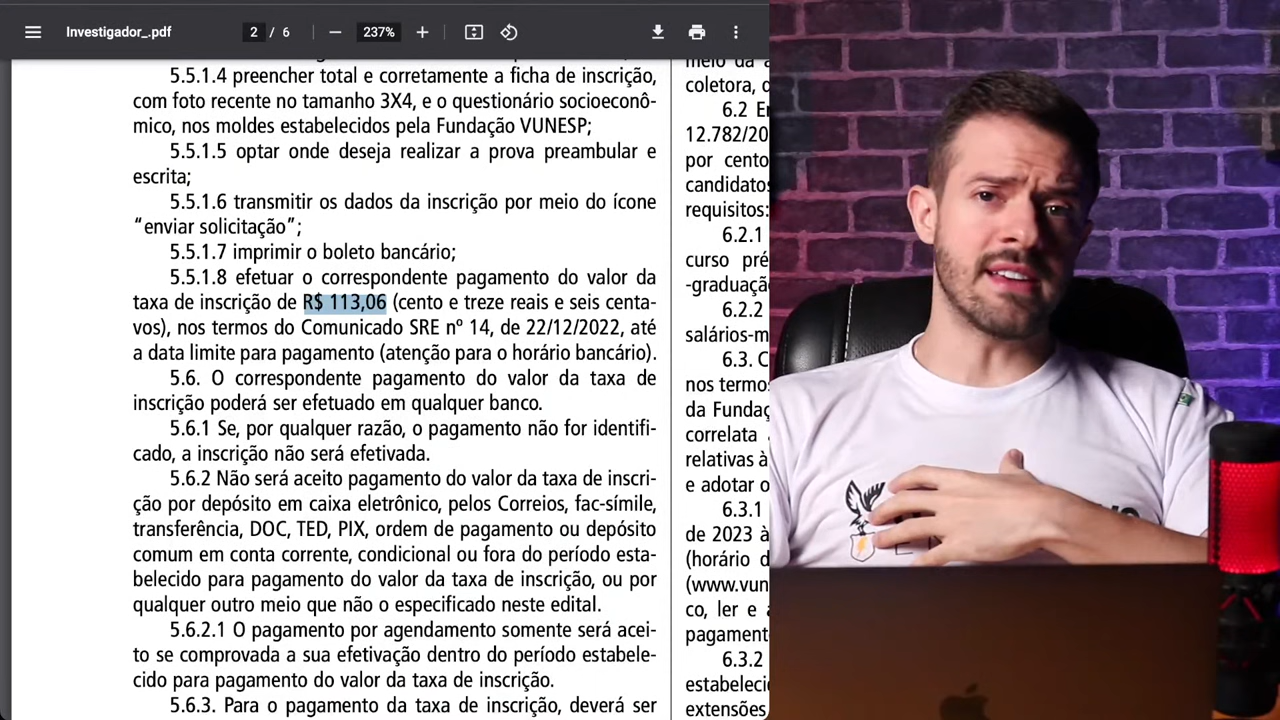 Investigador_.pdf
2 / 6
237%
5.5.1.4 preencher total e corretamente a ficha de inscrição,
com foto recente no tamanho 3X4, e o questionário socioeconô-
mico, nos moldes estabelecidos pela Fundação VUNESP;
5.5.1.5 optar onde deseja realizar a prova preambular e
escrita;
5.5.1.6 transmitir os dados da inscrição por meio do ícone
“enviar solicitação”;
5.5.1.7 imprimir o boleto bancário;
5.5.1.8 efetuar o correspondente pagamento do valor da
taxa de inscrição de R$ 113,06 (cento e treze reais e seis centa-
vos), nos termos do Comunicado SRE nº 14, de 22/12/2022, até
a data limite para pagamento (atenção para o horário bancário).
5.6. O correspondente pagamento do valor da taxa de
inscrição poderá ser efetuado em qualquer banco.
5.6.1 Se, por qualquer razão, o pagamento não for identifi-
cado, a inscrição não será efetivada.
5.6.2 Não será aceito pagamento do valor da taxa de inscri-
ção por depósito em caixa eletrônico, pelos Correios, fac-símile,
transferência, DOC, TED, PIX, ordem de pagamento ou depósito
comum em conta corrente, condicional ou fora do período esta-
belecido para pagamento do valor da taxa de inscrição, ou por
qualquer outro meio que não o especificado neste edital.
5.6.2.1 O pagamento por agendamento somente será acei-
to se comprovada a sua efetivação dentro do período estabele-
cido para pagamento do valor da taxa de inscrição.
5.6.3. Para o pagamento da taxa de inscrição, deverá ser
meio da
coletora,
6.2
12.782/20
por cento
candidatos
requisitos:
6.2.1
curso pré
-graduação
6.2.2
salários-m
6.3.
nos termos
da Fundaç
correlata
relativas à
e adotar o
6.3.1
de 2023 à
(horário d
(www.vun
co, ler e
pagament
6.3.2
estabeleci
extensões